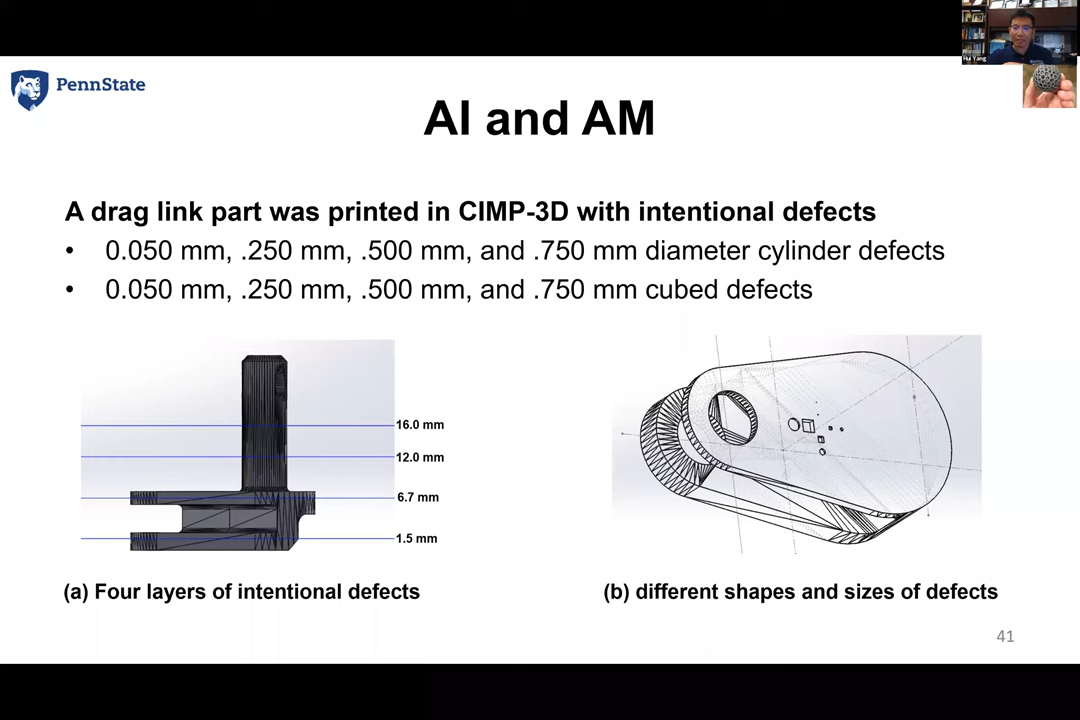 Hui Yang
PennState
AI and AM
A drag link part was printed in CIMP-3D with intentional defects
• 0.050 mm, .250 mm, .500 mm, and .750 mm diameter cylinder defects
• 0.050 mm, .250 mm, .500 mm, and .750 mm cubed defects
16.0 mm
12.0 mm
6.7 mm
1.5 mm
(a) Four layers of intentional defects
(b) different shapes and sizes of defects
41